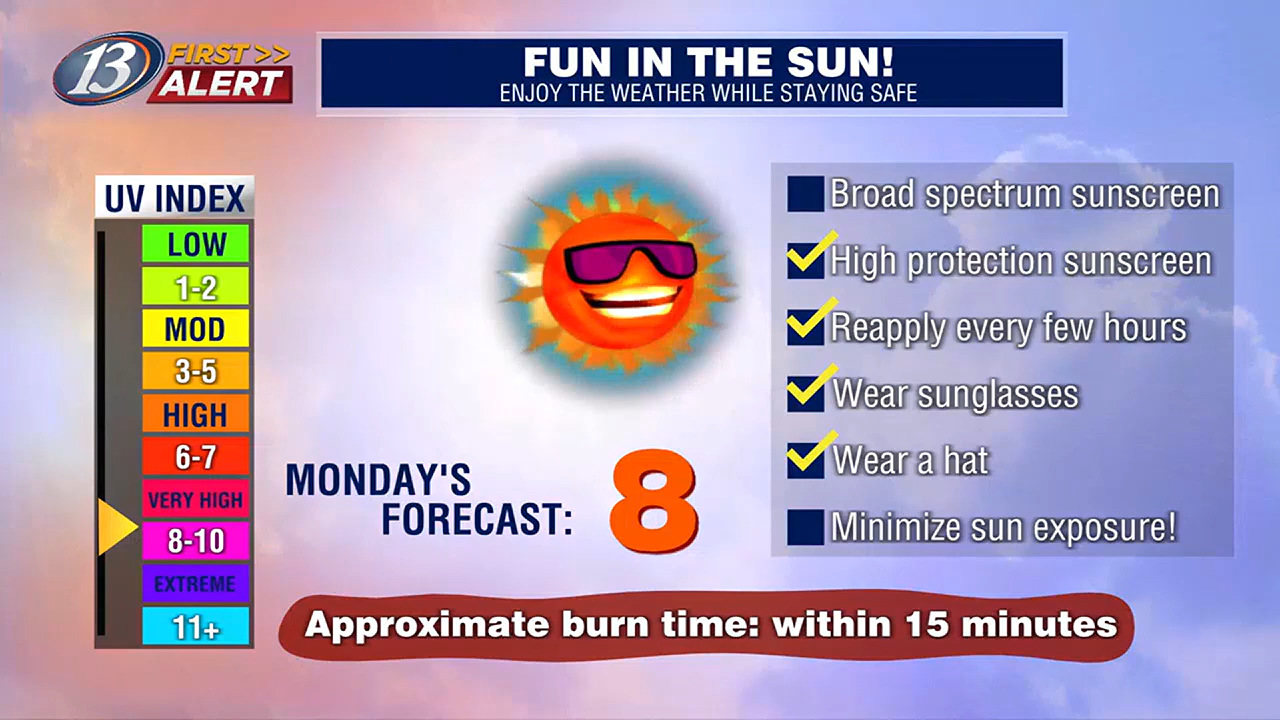 13 FIRST >>
ALERT
FUN IN THE SUN!
ENJOY THE WEATHER WHILE STAYING SAFE
UV INDEX
LOW
1-2
MOD
3-5
HIGH
6-7
VERY HIGH
8-10
EXTREME
11+
MONDAY'S
FORECAST: 8
Broad spectrum sunscreen
High protection sunscreen
Reapply every few hours
Wear sunglasses
Wear a hat
Minimize sun exposure!
Approximate burn time: within 15 minutes